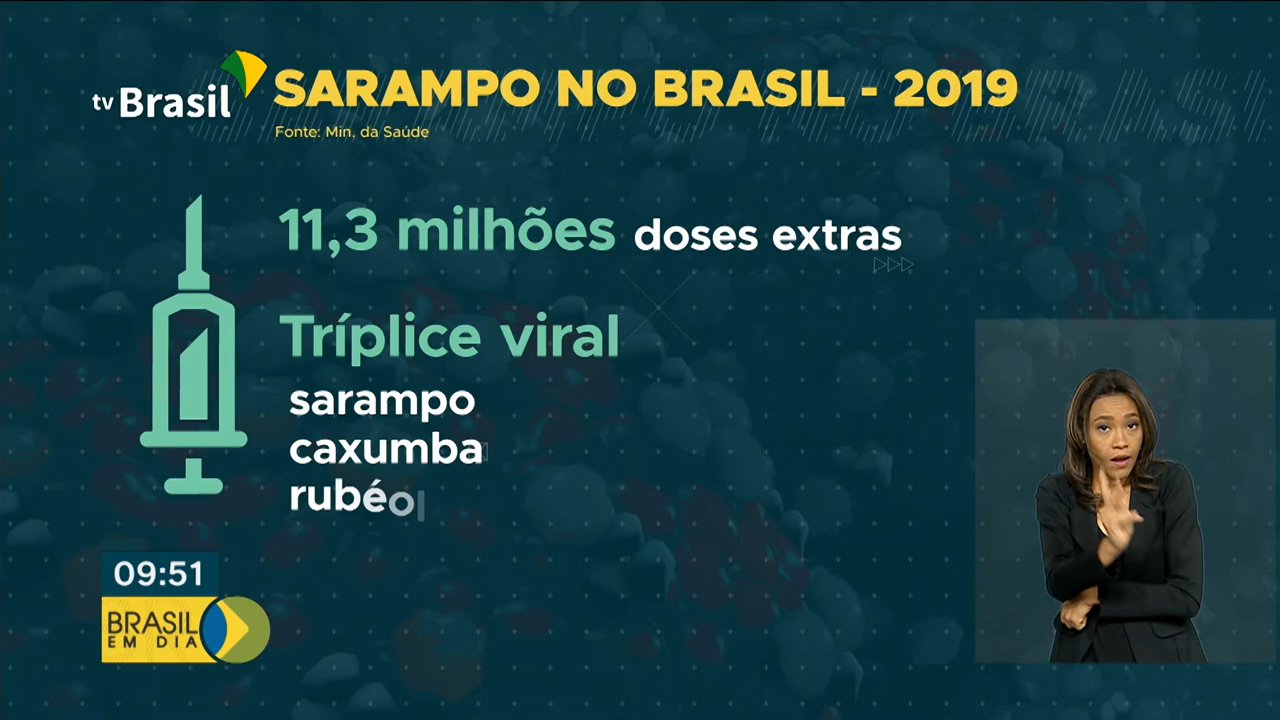 tv Brasil
SARAMPO NO BRASIL - 2019
Fonte: Min. da Saúde
11,3 milhões doses extras
Tríplice viral
sarampo
caxumba
rubéol
09:51
BRASIL
EM DIA